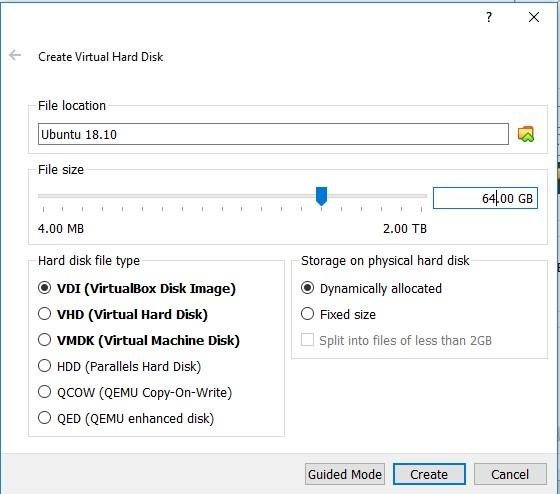 ?
Create Virtual Hard Disk
File location
Ubuntu 18.10
File size
64.00 GB
4.00 MB 2.00 TB
Hard disk file type
VDI (VirtualBox Disk Image)
VHD (Virtual Hard Disk)
VMDK (Virtual Machine Disk)
HDD (Parallels Hard Disk)
QCOW (QEMU Copy-On-Write)
QED (QEMU enhanced disk)
Storage on physical hard disk
Dynamically allocated
Fixed size
Split into files of less than 2GB
Guided Mode Create Cancel